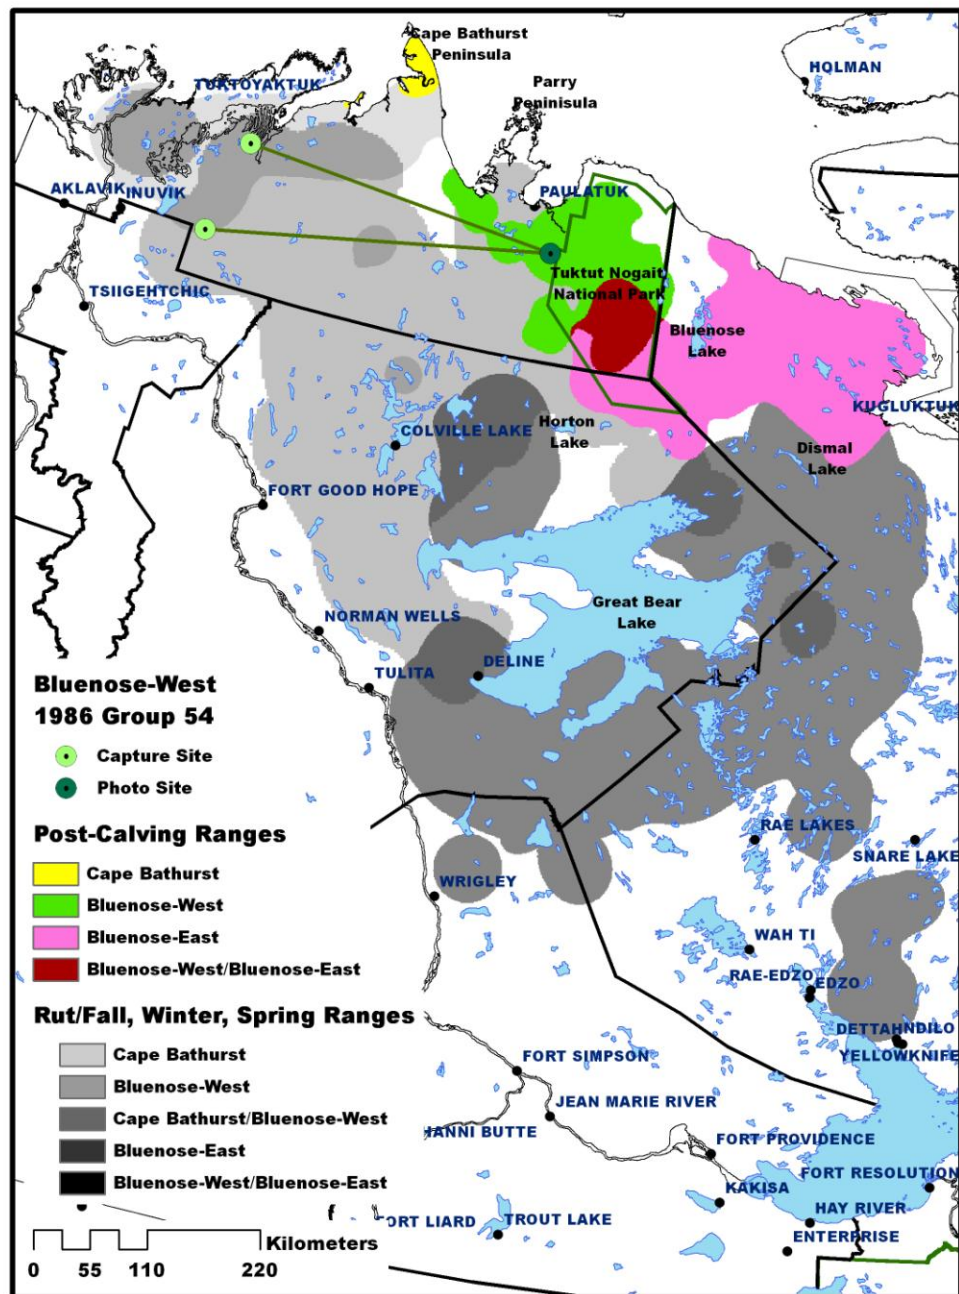 Cape Bathurst
Peninsula
HOLMAN
TUKTOYAKTUK
Parry
Peninisula
AKLAVIK
INUVIK
PAULATUK
TSIIGEHTCHIC
Tuktut Nogait
National Park
Bluenose
Lake
KUGLUKTUK
COLVILLE LAKE
Horton
Lake
Dismal
Lake
FORT GOOD HOPE
Great Bear
Lake
NORMAN WELLS
DELINE
TULITA
Bluenose-West
1986 Group 54
Capture Site
Photo Site
Post-Calving Ranges
Cape Bathurst
Bluenose-West
Bluenose-East
Bluenose-West/Bluenose-East
RAE LAKES
SNARE LAKE
WRIGLEY
WAH TI
RAE-EDZO
EDZO
DETTAH
NDILO
YELLOWKNIFE
Rut/Fall, Winter, Spring Ranges
Cape Bathurst
Bluenose-West
Cape Bathurst/Bluenose-West
Bluenose-East
Bluenose-West/Bluenose-East
FORT SIMPSON
JEAN MARIE RIVER
HANNI BUTTE
FORT PROVIDENCE
FORT RESOLUTION
KAKISA
HAY RIVER
ORT LIARD
TROUT LAKE
ENTERPRISE
Kilometers
0 55 110 220